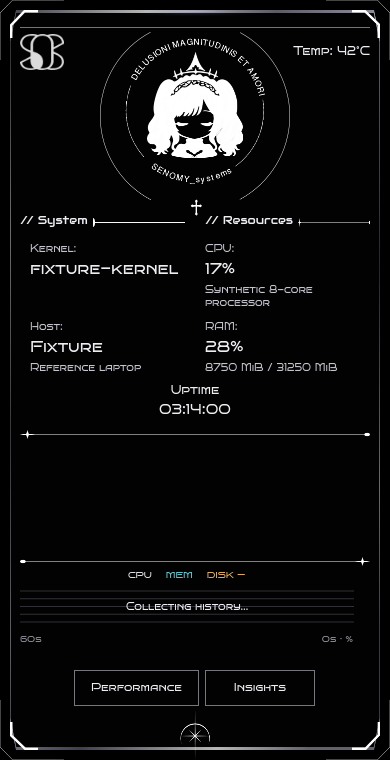 Temp: 42°C
DELUSIONI MAGNITUDINIS ET AMORI
SENOMY_systems
// System
// Resources
Kernel:
fixture-kernel
CPU:
17%
Synthetic 8-core
processor
Host:
Fixture
Reference laptop
RAM:
28%
8750 MiB / 31250 MiB
Uptime
03:14:00
CPU MEM DISK —
Collecting history...
60s
0s · %
Performance
Insights